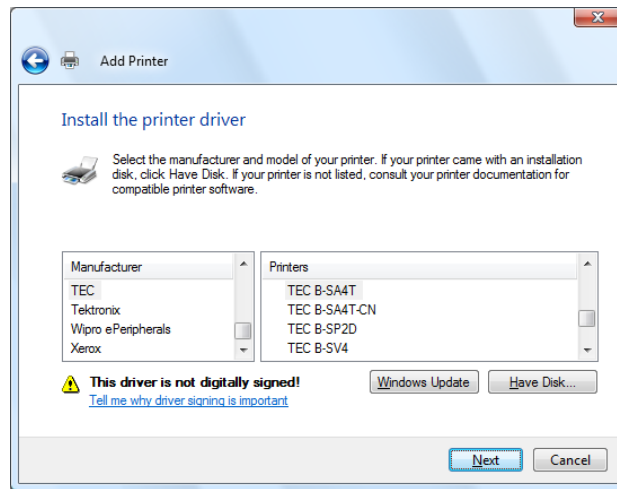 Add Printer
Install the printer driver
Select the manufacturer and model of your printer. If your printer came with an installation
disk, click Have Disk. If your printer is not listed, consult your printer documentation for
compatible printer software.
Manufacturer
TEC
Tektronix
Wipro ePeripherals
Xerox
Printers
TEC B-SA4T
TEC B-SA4T-CN
TEC B-SP2D
TEC B-SV4
This driver is not digitally signed!
Tell me why driver signing is important
Windows Update
Have Disk...
Next
Cancel